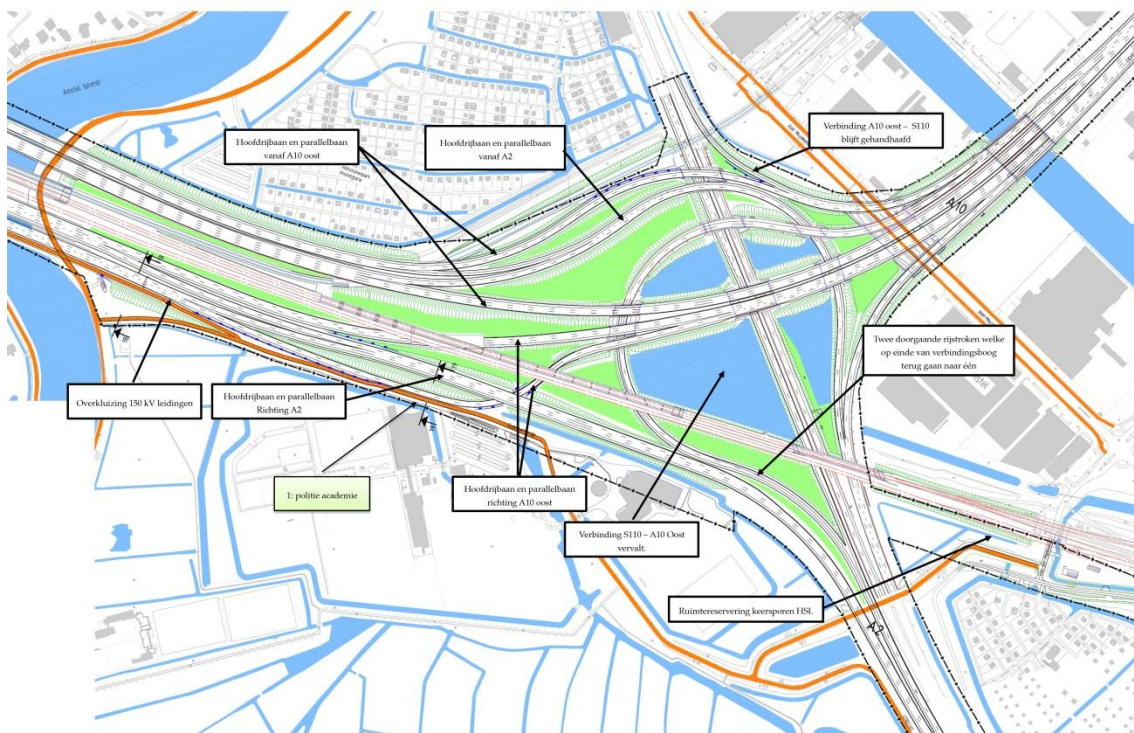 Amstel
Hoofdrijbaan en parallelbaan
vanaf A10 oost
Hoofdrijbaan en parallelbaan
vanaf A2
Verbinding A10 oost – S110
blijft gehandhaafd
A10
Twee doorgaande rijstroken welke
op einde van verbindingsboog
terug gaan naar één
Overkluizing 150 kV leidingen
Hoofdrijbaan en parallelbaan
Richting A2
1: politie academie
Hoofdrijbaan en parallelbaan
richting A10 oost
Verbinding S110 – A10 Oost
vervalt.
Ruimtereservering keersporen HSL
A2